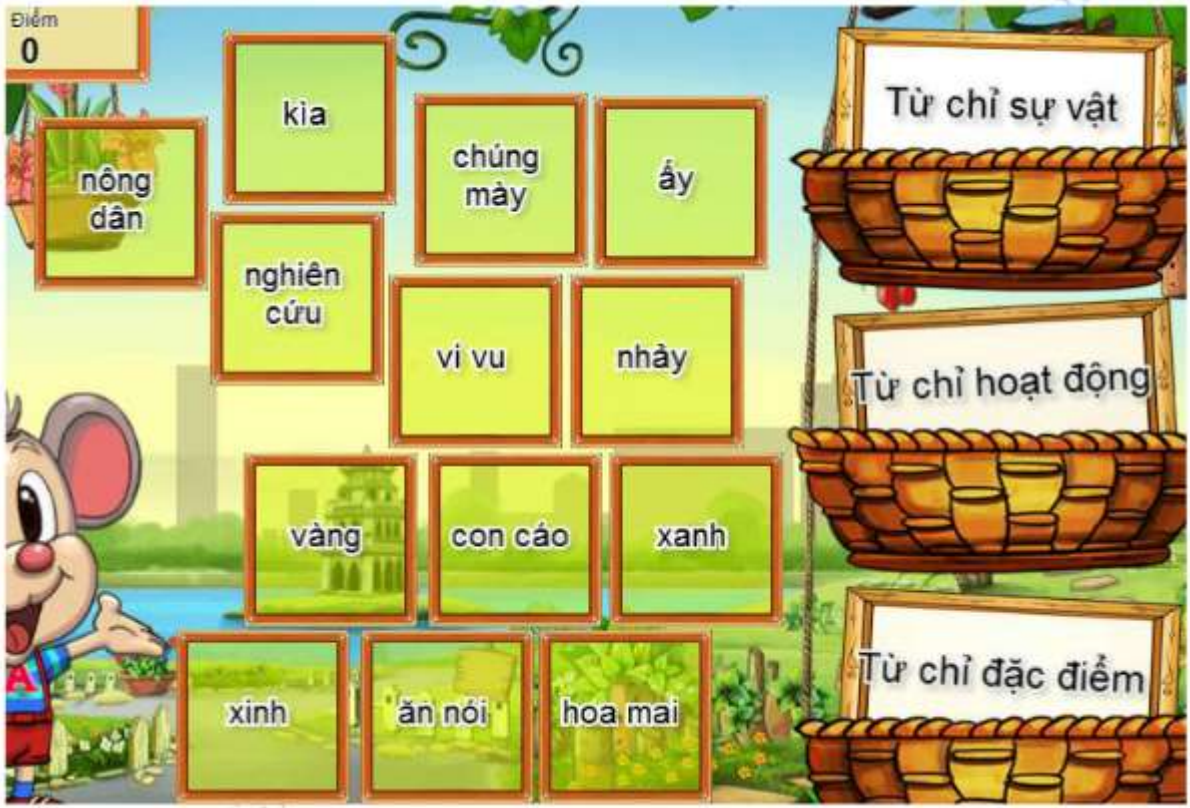 Điểm
0
kìa
nông
dân
chúng
mày
ấy
nghiên
cứu
vi vu
nhảy
vàng
con cáo
xanh
xinh
ăn nói
hoa mai
Từ chỉ sự vật
Từ chỉ hoạt động
Từ chỉ đặc điểm
A